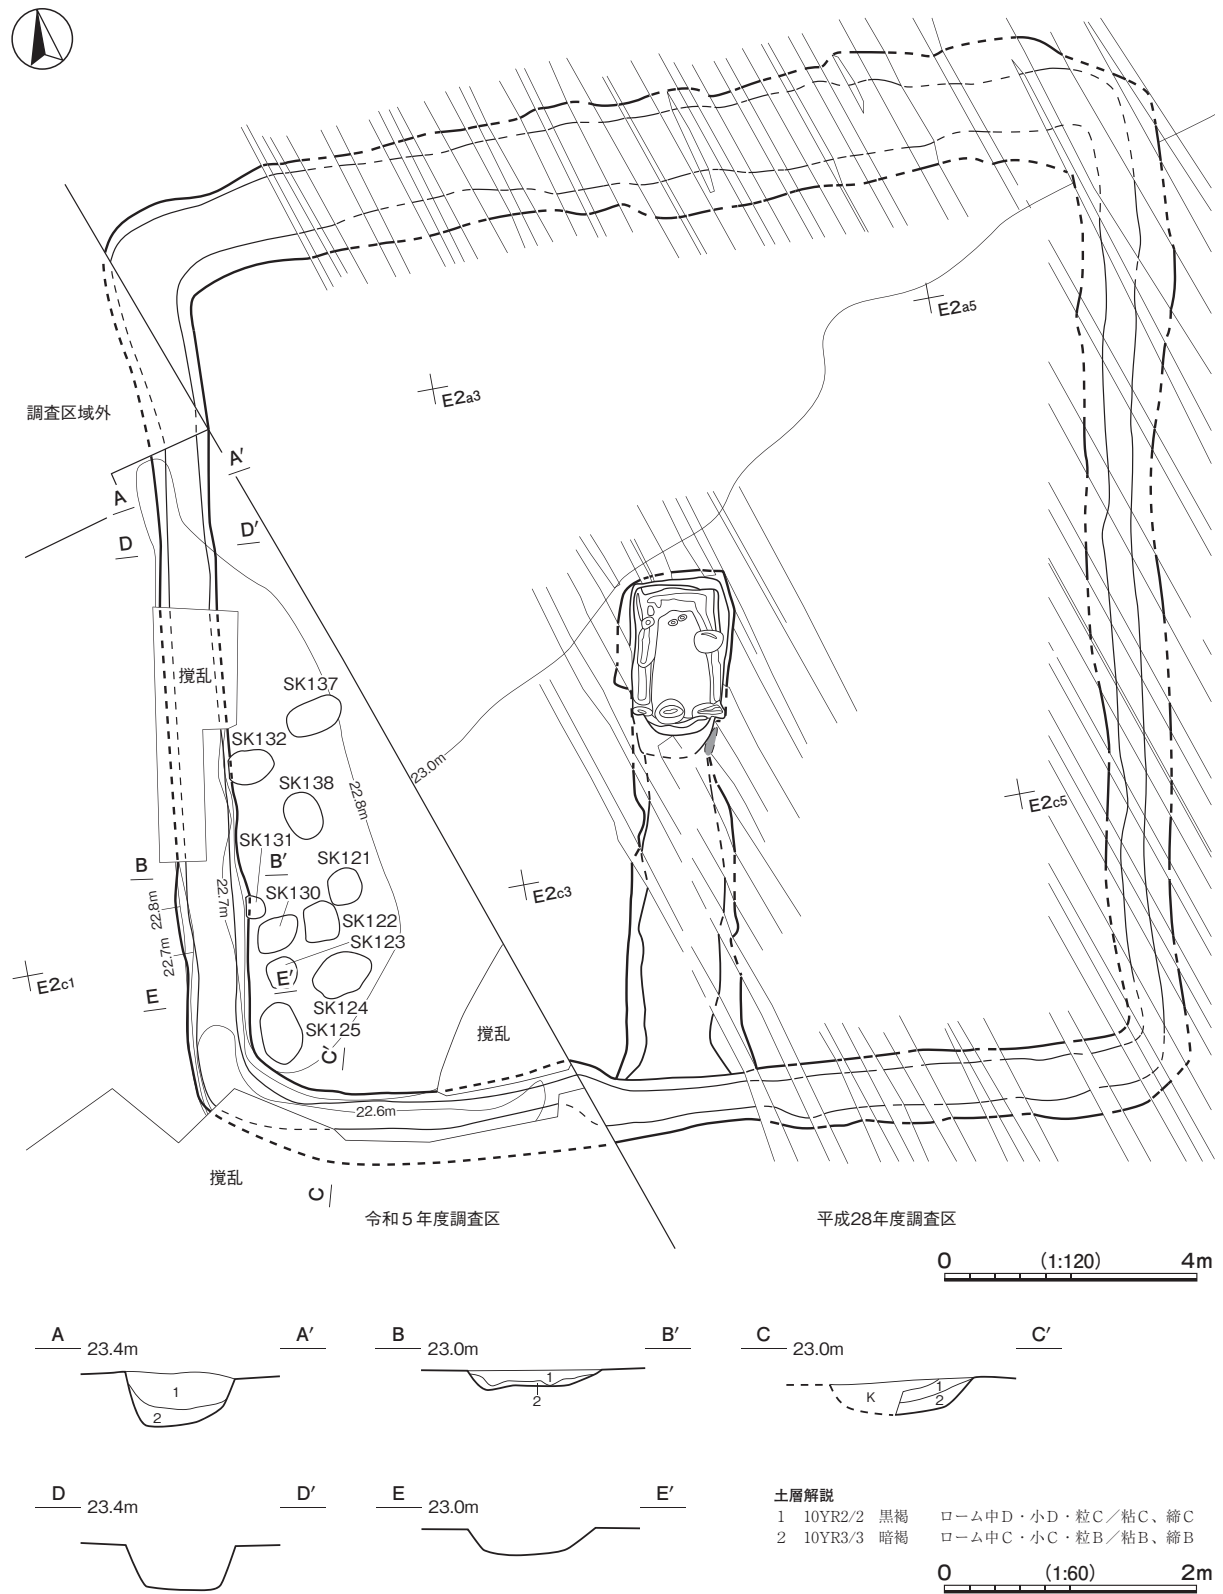 E2a5
E2a3
調査区域外
A′
A
D′
D
撹乱
SK137
SK132
SK138
22.8m
23.0m
E2c5
SK131
B′
SK121
B
22.8m
22.7m
SK130
E2c3
SK122
SK123
22.7m
E′
E2c1
E
SK124
SK125
C′
撹乱
22.6m
撹乱
C
令和5年度調査区
平成28年度調査区
0 (1:120) 4m
A 23.4m A′
1
2
B 23.0m B′
1
2
C 23.0m C′
K
1
2
D 23.4m D′
E 23.0m E′
土層解説
1 10YR2/2 黒褐 ローム中D・小D・粒C／粘C、締C
2 10YR3/3 暗褐 ローム中C・小C・粒B／粘B、締B
0 (1:60) 2m